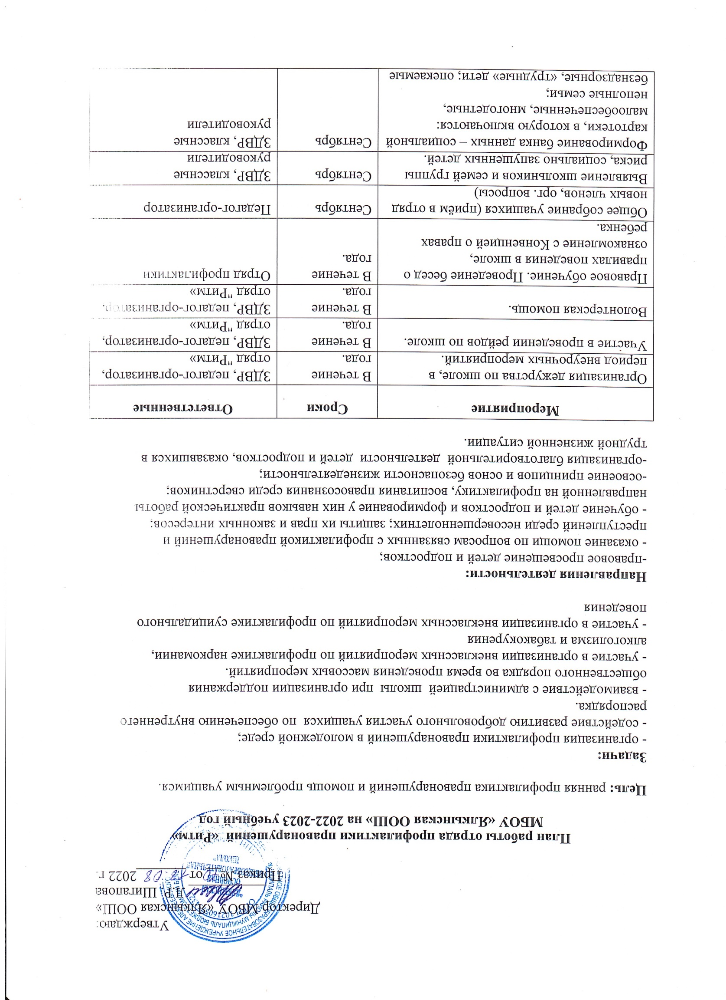 Утверждаю:
Директор МБОУ «Ялкынская ООШ»
Л.Р. Шигапова
Приказ № от 18.08 2022 г.
План работы отряда профилактики правонарушений «Ритм»
МБОУ «Ялкынская ООШ» на 2022-2023 учебный год
Цель: ранняя профилактика правонарушений и помощь проблемным учащимся.
Задачи:
- организация профилактики правонарушений в молодежной среде;
- содействие развитию добровольного участия учащихся по обеспечению внутреннего
распорядка.
- взаимодействие с администрацией школы при организации поддержания
общественного порядка во время проведения массовых мероприятий.
- участие в организации внеклассных мероприятий по профилактике наркомании,
алкоголизма и табакокурения
- участие в организации внеклассных мероприятий по профилактике суицидального
поведения
Направления деятельности:
-правовое просвещение детей и подростков;
- оказание помощи по вопросам связанных с профилактикой правонарушений и
преступлений среди несовершеннолетних; защиты их прав и законных интересов;
- обучение детей и подростков и формирование у них навыков практической работы
направленной на профилактику, воспитания правосознания среди сверстников;
-освоение принципов и основ безопасности жизнедеятельности;
-организация благотворительной деятельности детей и подростков, оказавшихся в
трудной жизненной ситуации.
Мероприятие Сроки Ответственные
Организация дежурства по школе, в В течение ЗДВР, педагог-организатор,
период внеурочных мероприятий. года. отряд "Ритм»
Участие в проведении рейдов по школе. В течение ЗДВР, педагог-организатор,
года. отряд "Ритм»
Волонтерская помощь. В течение ЗДВР, педагог-организатор,
года. отряд "Ритм»
Правовое обучение. Проведение бесед о В течение Отряд профилактики
правилах поведения в школе, года.
ознакомление с Конвенцией о правах
ребенка.
Общее собрание учащихся (приём в отряд Сентябрь Педагог-организатор
новых членов, орг. вопросы)
Выявление школьников и семей группы Сентябрь ЗДВР, классные
риска, социально запущенных детей. руководители
Формирование банка данных – социальной Сентябрь ЗДВР, классные
картотеки, в которую включаются: руководители
малообеспеченные, многодетные,
неполные семьи;
безнадзорные, «трудные» дети; опекаемые